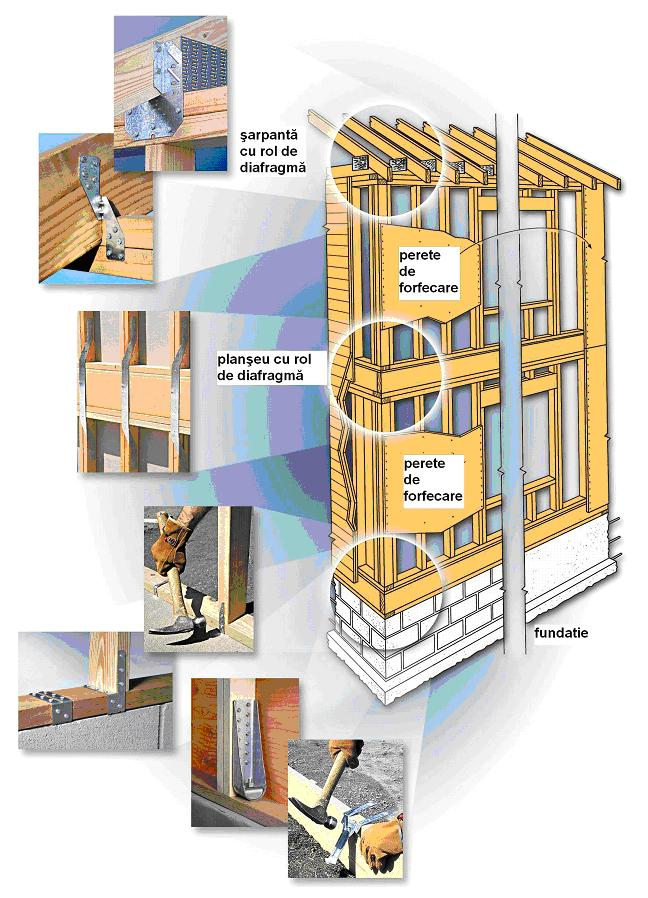 şarpantă
cu rol de
diafragmă
perete
de
forfecare
planşeu cu rol
de diafragmă
perete
de
forfecare
fundatie